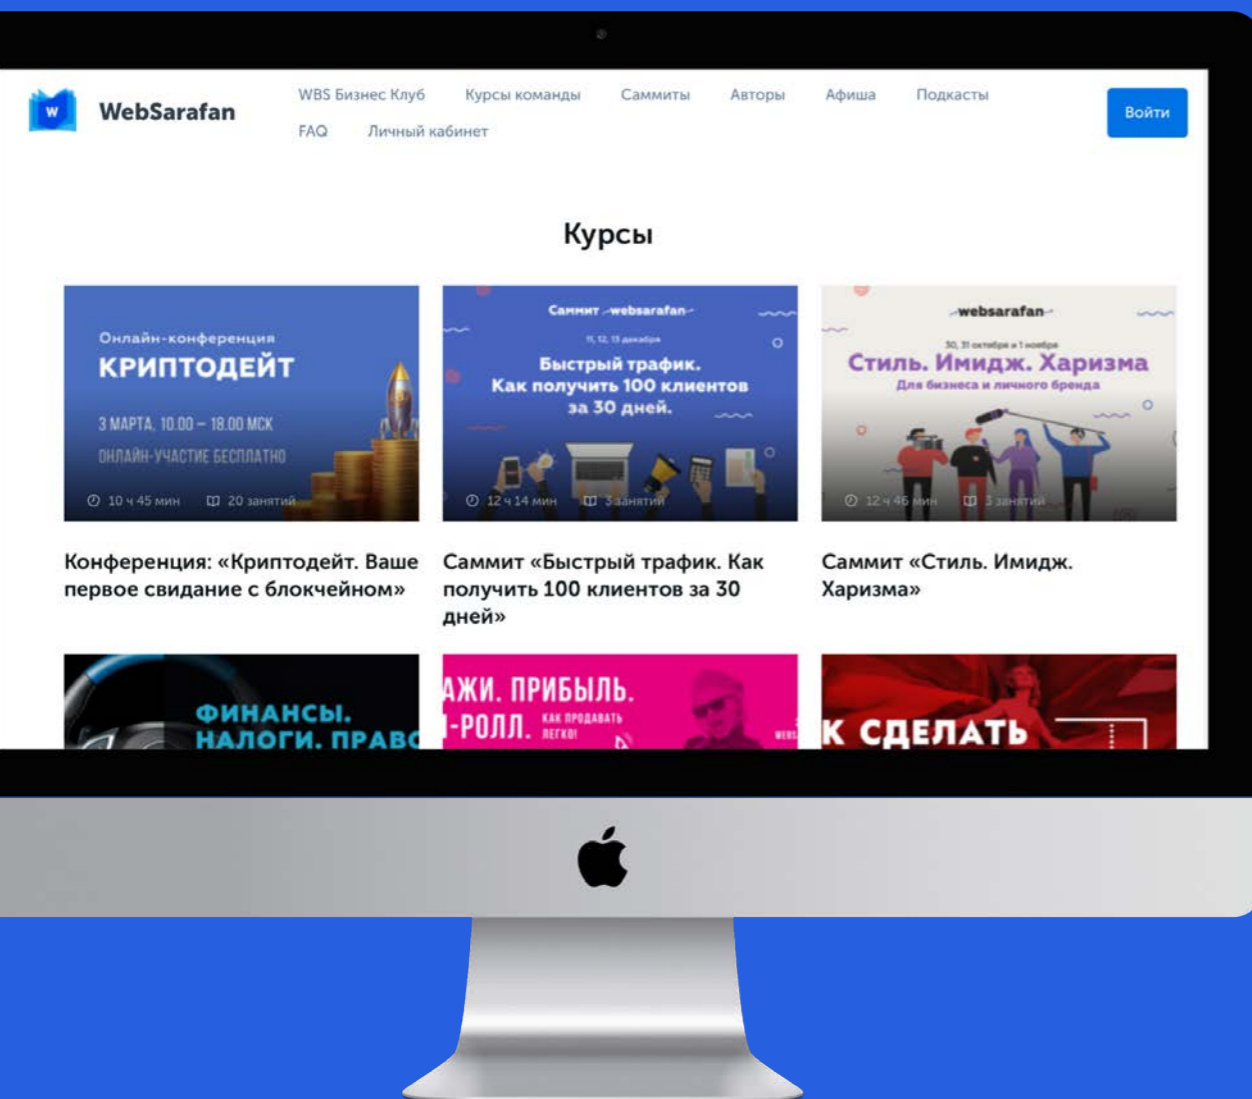 W
WebSarafan
WBS Бизнес Клуб Курсы команды Саммиты Авторы Афиша Подкасты
FAQ Личный кабинет
Войти
Курсы
Онлайн-конференция
КРИПТОДЕЙТ
3 МАРТА. 10.00 – 18.00 МСК
ОНЛАЙН-УЧАСТИЕ БЕСПЛАТНО
10 ч 45 мин 20 занятий
Саммит websarafan
11, 12, 13 декабря
Быстрый трафик.
Как получить 100 клиентов
за 30 дней.
12 ч 14 мин 3 занятия
websarafan
30, 31 октября и 1 ноября
Стиль. Имидж. Харизма
Для бизнеса и личного бренда
12 ч 46 мин 3 занятия
Конференция: «Криптодейт. Ваше
первое свидание с блокчейном»
Саммит «Быстрый трафик. Как
получить 100 клиентов за 30
дней»
Саммит «Стиль. Имидж.
Харизма»
ФИНАНСЫ.
НАЛОГИ. ПРАВО
АЖИ. ПРИБЫЛЬ.
-РОЛЛ. КАК ПРОДАВАТЬ
ЛЕГКО!
К СДЕЛАТЬ